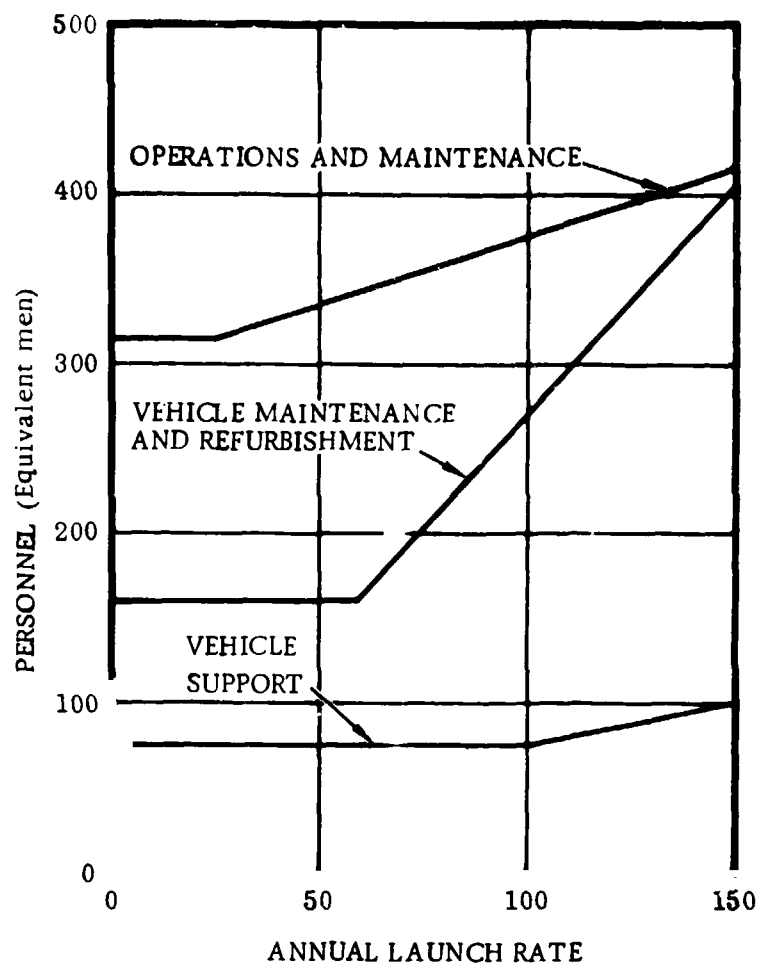 500
OPERATIONS AND MAINTENANCE
400
300
VEHICLE MAINTENANCE
AND REFURBISHMENT
200
VEHICLE
SUPPORT
100
0
0 50 100 150
PERSONNEL (Equivalent men)
ANNUAL LAUNCH RATE